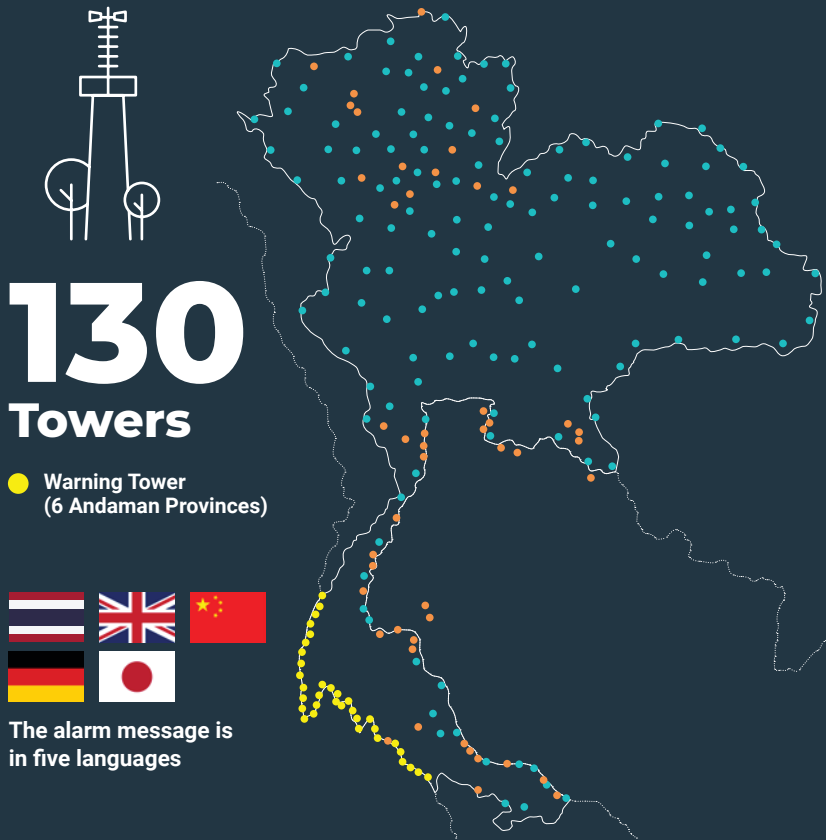 130
Towers
Warning Tower
(6 Andaman Provinces)
The alarm message is
in five languages